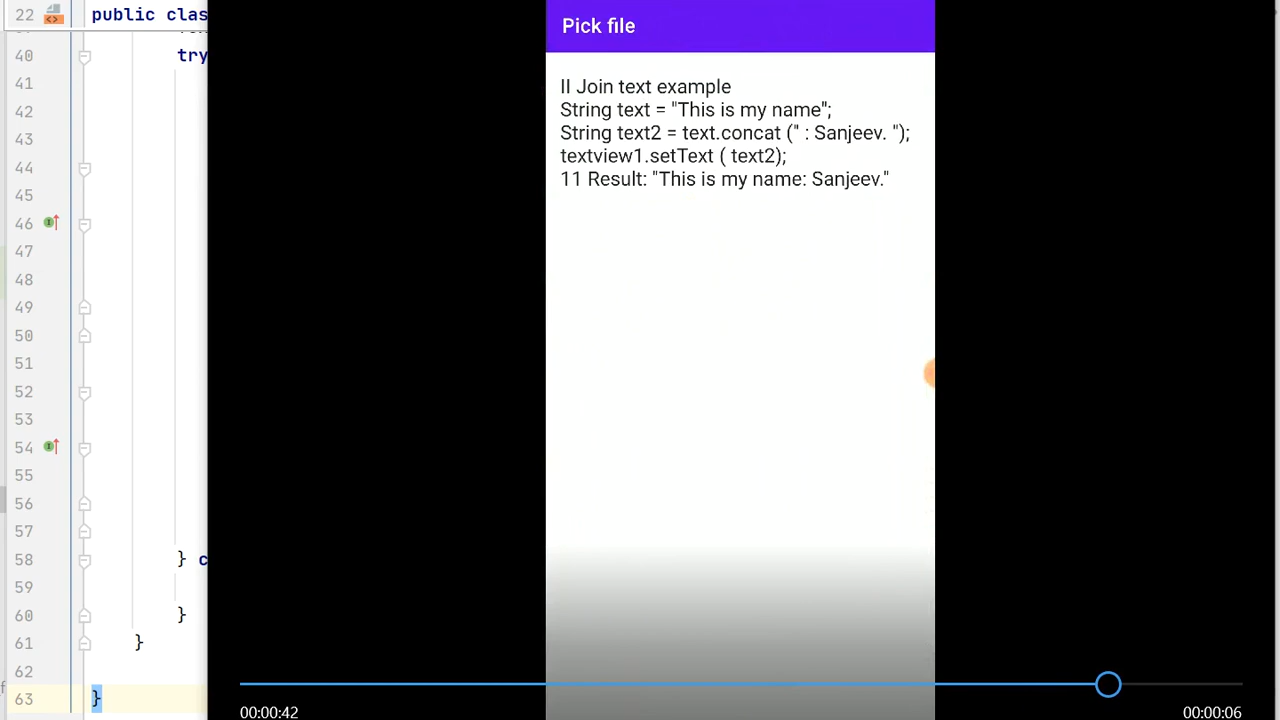 22 public clas
40 try
41
42
43
44
45
46
47
48
49
50
51
52
53
54
55
56
57
58 } c
59
60 }
61 }
62
63 }
Pick file
II Join text example
String text = "This is my name";
String text2 = text.concat (" : Sanjeev. ");
textview1.setText ( text2);
11 Result: "This is my name: Sanjeev."
00:00:42
00:00:06